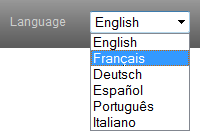 Language English
English
Français
Deutsch
Español
Português
Italiano